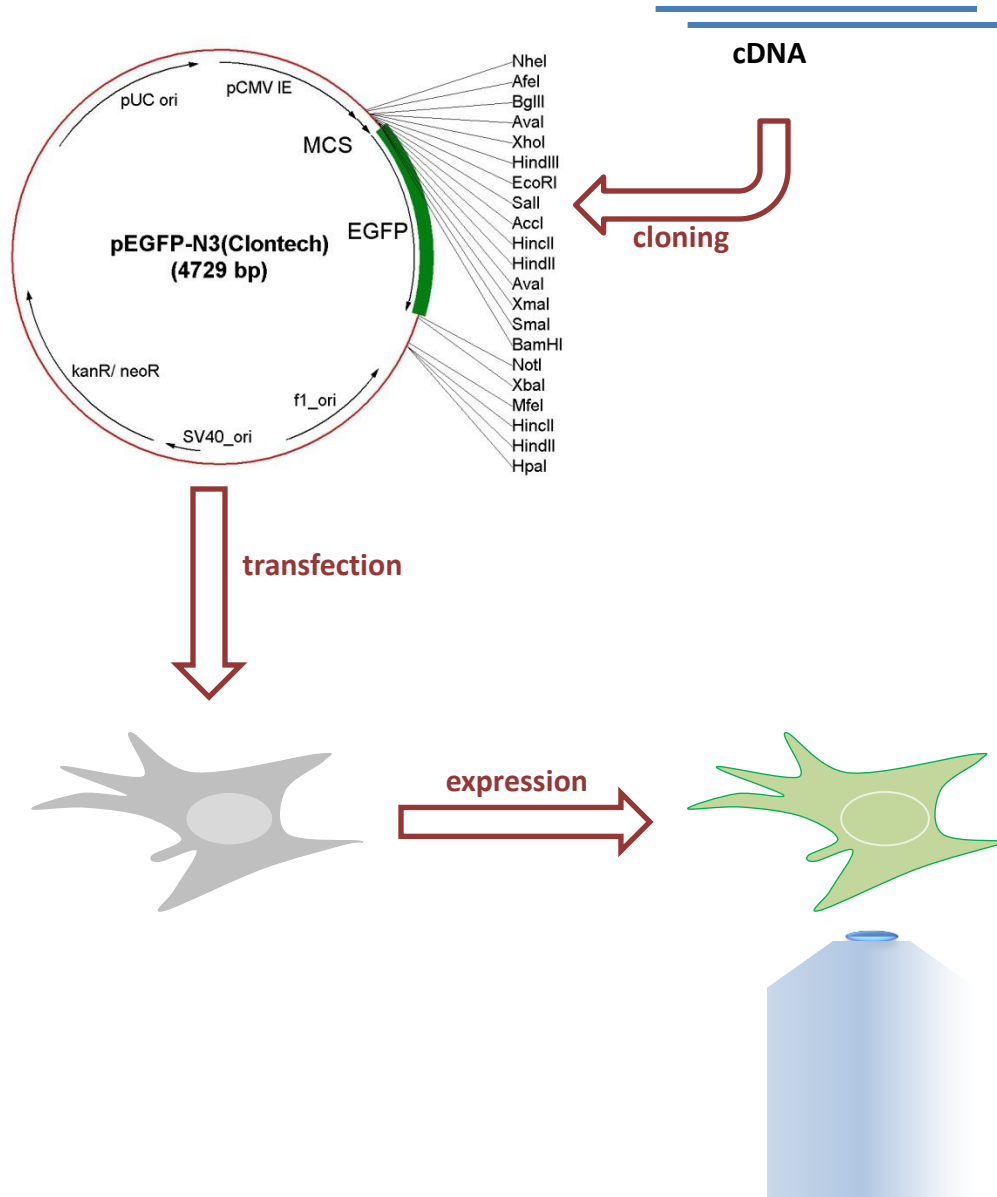 cDNA
pUC ori
pCMV IE
MCS
EGFP
pEGFP-N3(Clontech)
(4729 bp)
kanR/ neoR
f1_ori
SV40_ori
NheI
AfeI
BglII
AvaI
XhoI
HindIII
EcoRI
SalI
AccI
HincII
HindII
AvaI
XmaI
SmaI
BamHI
NotI
XbaI
MfeI
HincII
HindII
HpaI
cloning
transfection
expression